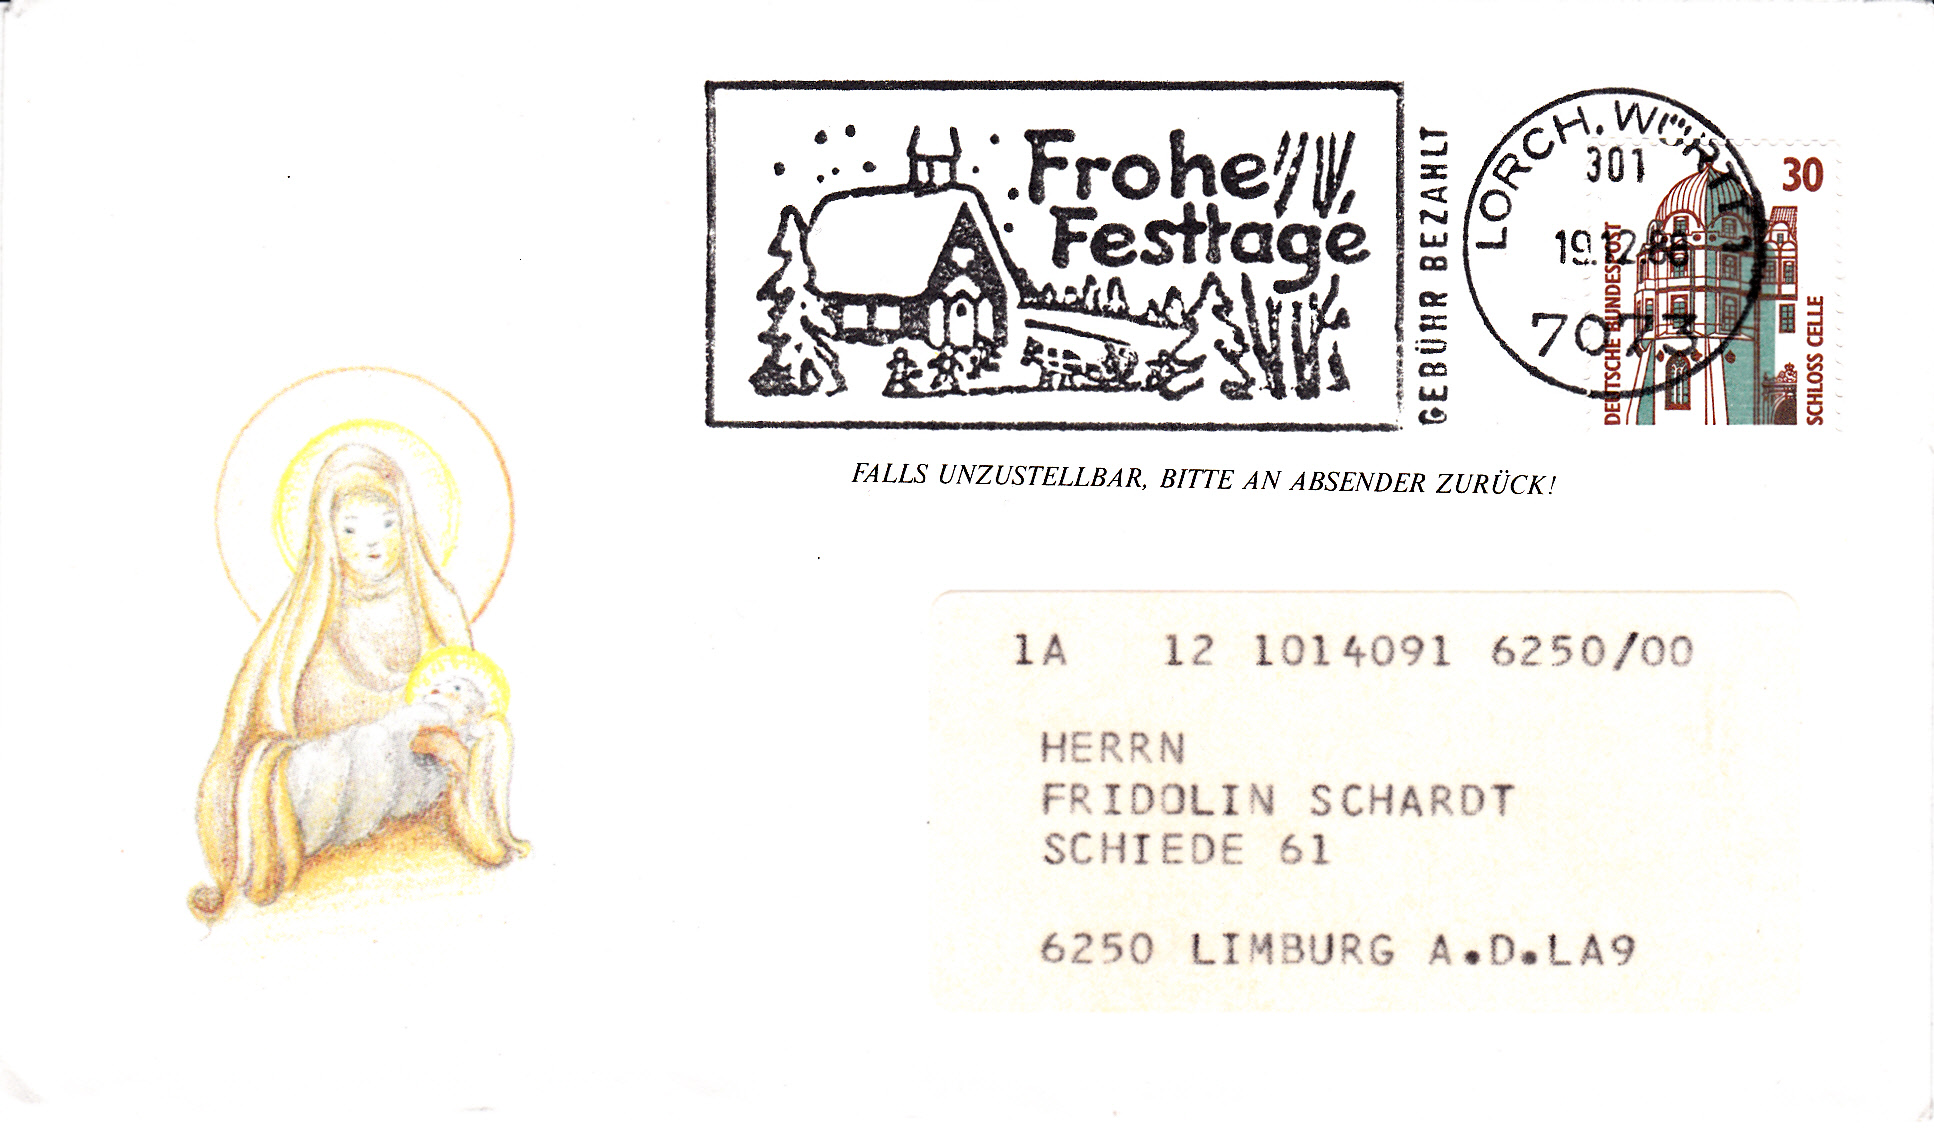 Frohe
Festtage
GEBÜHR BEZAHLT
LORCH, WÜRTT 1
301
19.12.88
7073
30
DEUTSCHE BUNDESPOST
SCHLOSS CELLE
FALLS UNZUSTELLBAR, BITTE AN ABSENDER ZURÜCK!
1A 12 1014091 6250/00
HERRN
FRIDOLIN SCHARDT
SCHIEDE 61
6250 LIMBURG A.D.LA9